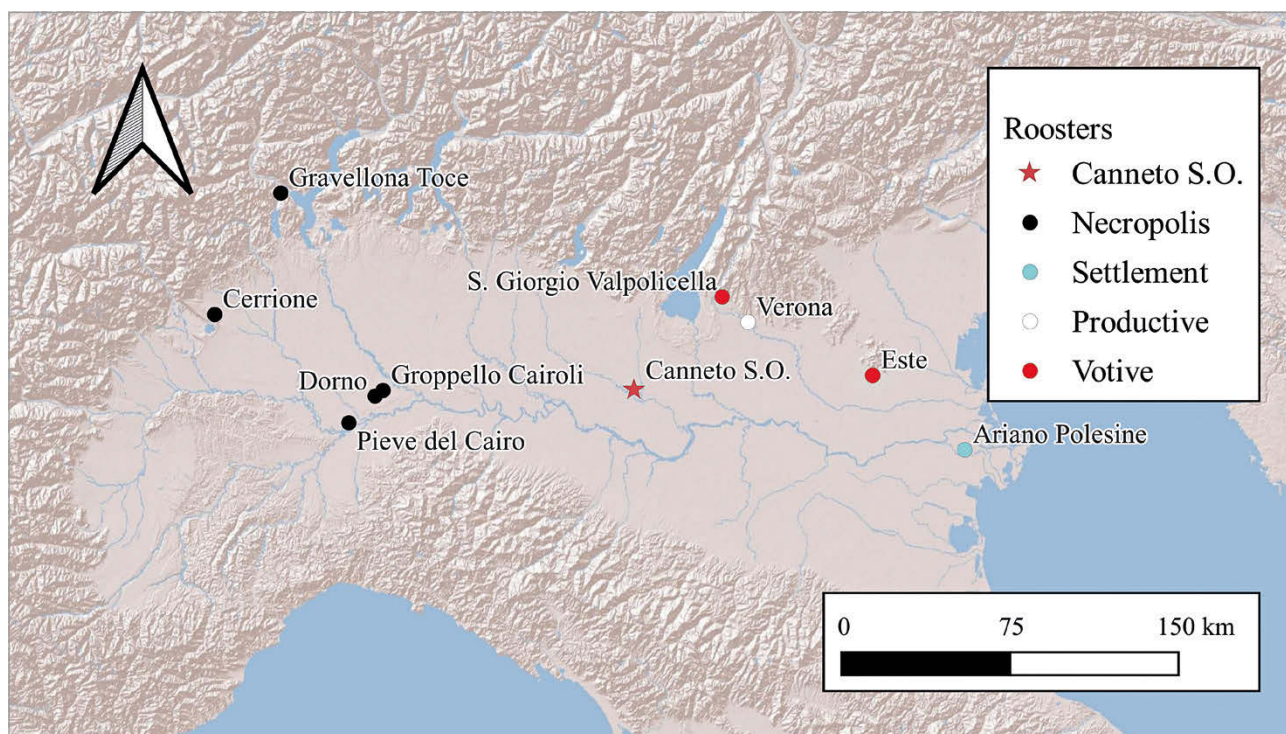 Gravellona Toce
Cerrione
Dorno
Groppello Cairoli
Pieve del Cairo
S. Giorgio Valpolicella
Verona
Canneto S.O.
Este
Ariano Polesine
Roosters
Canneto S.O.
Necropolis
Settlement
Productive
Votive
0 75 150 km